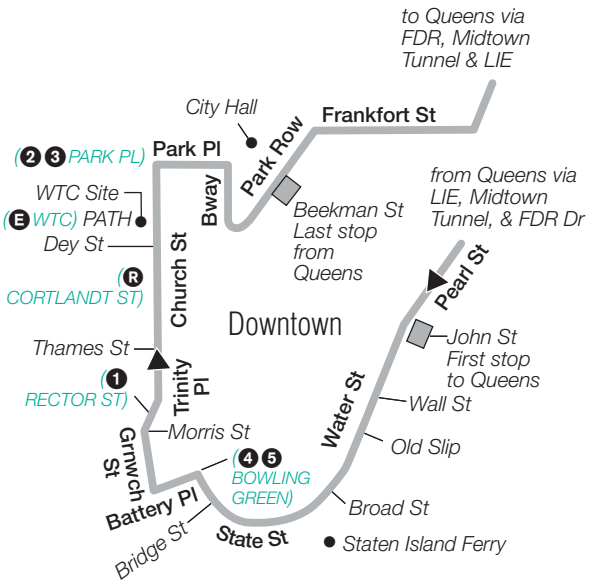 to Queens via
FDR, Midtown
Tunnel & LIE
City Hall
Frankfort St
Park Row
(2 3 PARK PL)
Park Pl
Bway
WTC Site
(E WTC) PATH
Dey St
Beekman St
Last stop
from
Queens
from Queens via
LIE, Midtown
Tunnel, & FDR Dr
Pearl St
(R
CORTLANDT ST)
Church St
Downtown
Thames St
John St
First stop
to Queens
(1
RECTOR ST)
Trinity
Pl
Water St
Wall St
Morris St
Old Slip
Grnwch
St
(4 5
BOWLING
GREEN)
Battery Pl
Broad St
Bridge St
State St
Staten Island Ferry